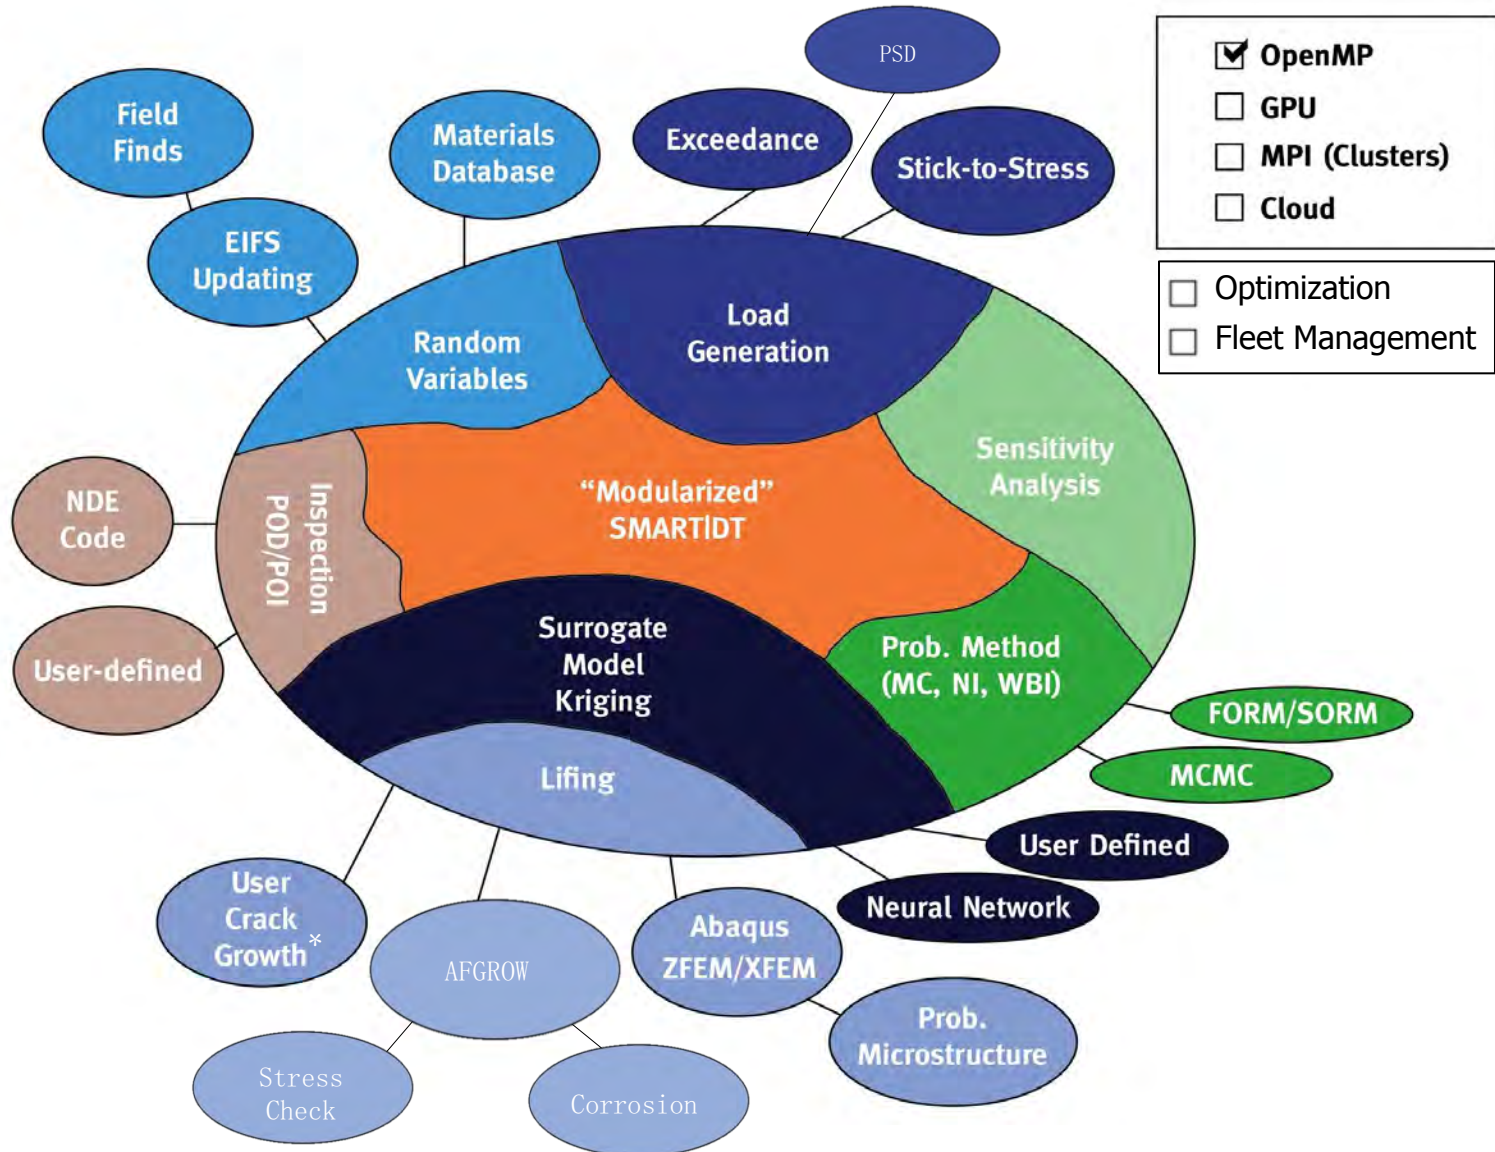 PSD
OpenMP
GPU
MPI (Clusters)
Cloud
Optimization
Fleet Management
Field
Finds
Materials
Database
Exceedance
Stick-to-Stress
EIFS
Updating
Random
Variables
Load
Generation
Sensitivity
Analysis
NDE
Code
Inspection
POD/POI
“Modularized”
SMART|DT
User-defined
Surrogate
Model
Kriging
Prob. Method
(MC, NI, WBI)
FORM/SORM
MCMC
Lifing
User Defined
Neural Network
User
Crack
Growth*
AFGROW
Abaqus
ZFEM/XFEM
Prob.
Microstructure
Stress
Check
Corrosion